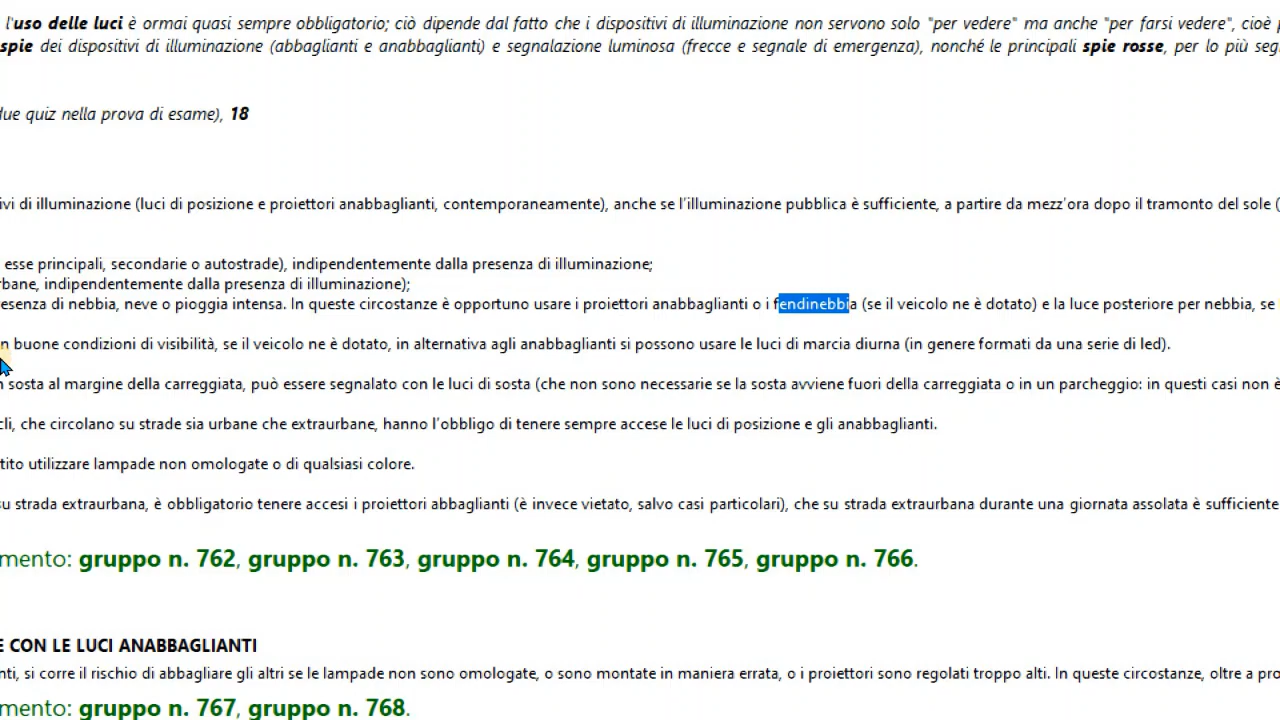 l'uso delle luci è ormai quasi sempre obbligatorio; ciò dipende dal fatto che i dispositivi di illuminazione non servono solo "per vedere" ma anche "per farsi vedere", cioè
spie dei dispositivi di illuminazione (abbaglianti e anabbaglianti) e segnalazione luminosa (frecce e segnale di emergenza), nonché le principali spie rosse, per lo più seg
due quiz nella prova di esame), 18
ivi di illuminazione (luci di posizione e proiettori anabbaglianti, contemporaneamente), anche se l'illuminazione pubblica è sufficiente, a partire da mezz'ora dopo il tramonto del sole (
esse principali, secondarie o autostrade), indipendentemente dalla presenza di illuminazione;
rbane, indipendentemente dalla presenza di illuminazione);
resenza di nebbia, neve o pioggia intensa. In queste circostanze è opportuno usare i proiettori anabbaglianti o i fendinebbia (se il veicolo ne è dotato) e la luce posteriore per nebbia, se
n buone condizioni di visibilità, se il veicolo ne è dotato, in alternativa agli anabbaglianti si possono usare le luci di marcia diurna (in genere formati da una serie di led).
n sosta al margine della carreggiata, può essere segnalato con le luci di sosta (che non sono necessarie se la sosta avviene fuori della carreggiata o in un parcheggio: in questi casi non è
cli, che circolano su strade sia urbane che extraurbane, hanno l'obbligo di tenere sempre accese le luci di posizione e gli anabbaglianti.
tito utilizzare lampade non omologate o di qualsiasi colore.
su strada extraurbana, è obbligatorio tenere accesi i proiettori abbaglianti (è invece vietato, salvo casi particolari), che su strada extraurbana durante una giornata assolata è sufficiente
mento: gruppo n. 762, gruppo n. 763, gruppo n. 764, gruppo n. 765, gruppo n. 766.
E CON LE LUCI ANABBAGLIANTI
nti, si corre il rischio di abbagliare gli altri se le lampade non sono omologate, o sono montate in maniera errata, o i proiettori sono regolati troppo alti. In queste circostanze, oltre a pro
mento: gruppo n. 767, gruppo n. 768.